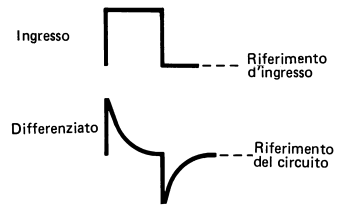 Ingresso
Riferimento
d'ingresso
Differenziato
Riferimento
del circuito